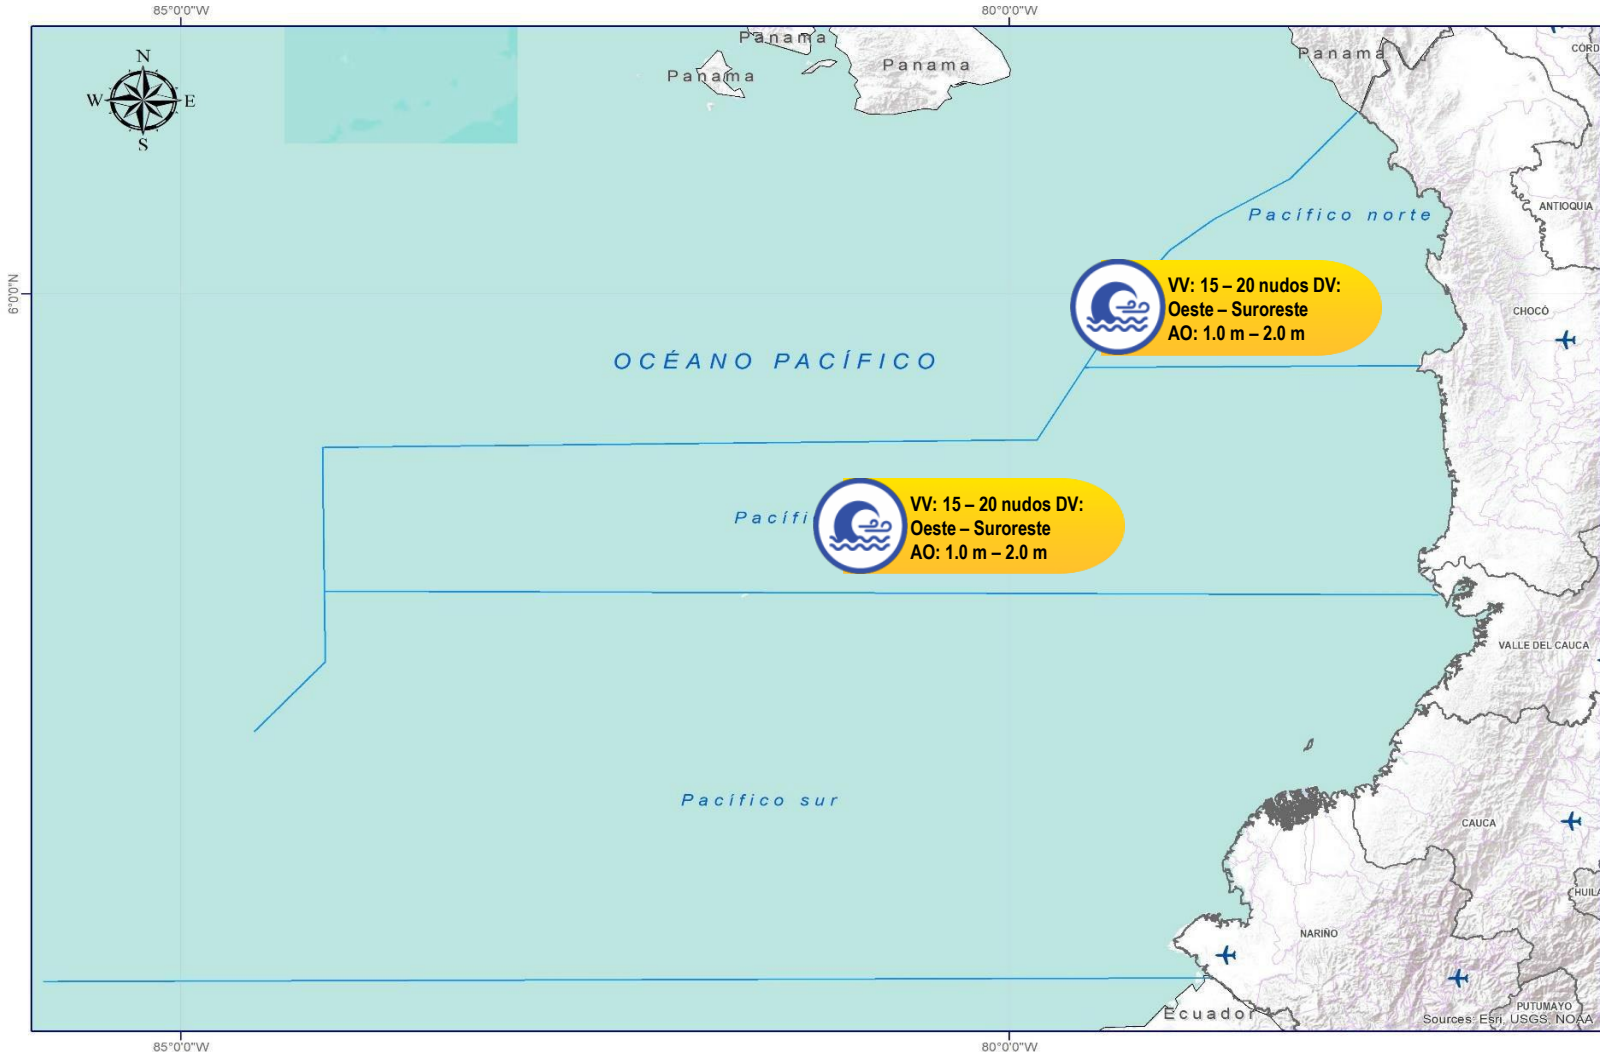 85°0'0"W
80°0'0"W
N
W
E
S
Panama
Panama
Panama
Panama
CÓRD
ANTIOQUIA
Pacífico norte
6°0'0"N
VV: 15 – 20 nudos DV:
Oeste – Suroreste
AO: 1.0 m – 2.0 m
CHOCÓ
OCÉANO PACÍFICO
Pacífi
VV: 15 – 20 nudos DV:
Oeste – Suroreste
AO: 1.0 m – 2.0 m
VALLE DEL CAUCA
Pacífico sur
CAUCA
HUILA
NARIÑO
PUTUMAYO
Ecuador
Sources: Esri, USGS, NOAA
85°0'0"W
80°0'0"W